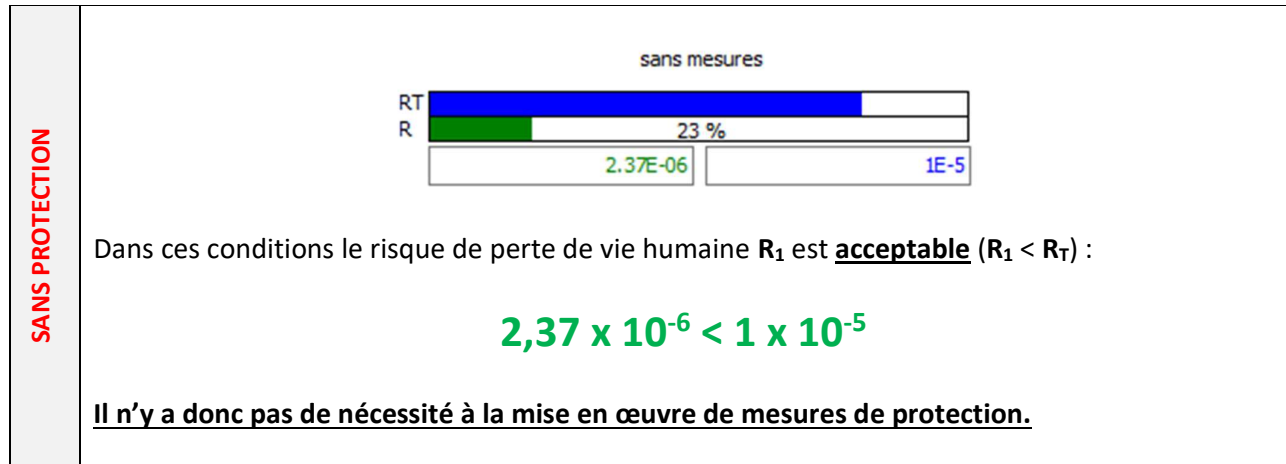 SANS PROTECTION
sans mesures
RT
R 23 %
2.37E-06 1E-5
Dans ces conditions le risque de perte de vie humaine R₁ est acceptable (R₁ < R_T) :
2,37 x 10⁻⁶ < 1 x 10⁻⁵
Il n’y a donc pas de nécessité à la mise en œuvre de mesures de protection.